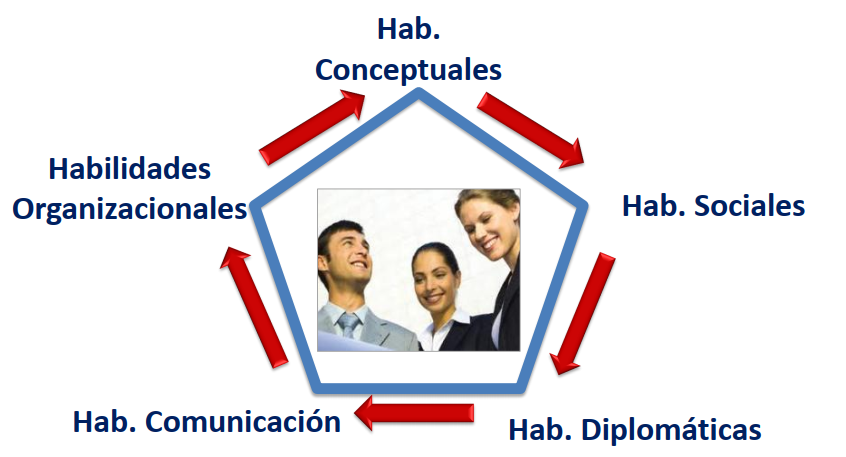 Hab.
Conceptuales
Habilidades
Organizacionales
Hab. Sociales
Hab. Comunicación
Hab. Diplomáticas